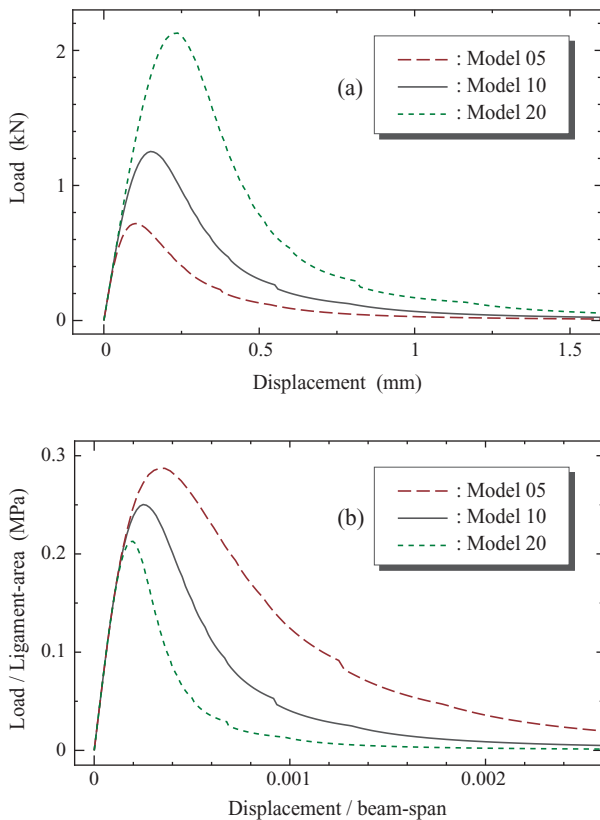 2
1
0
Load (kN)
(a)
: Model 05
: Model 10
: Model 20
0
0.5
1
1.5
Displacement (mm)
0.3
0.2
0.1
0
Load / Ligament-area (MPa)
(b)
: Model 05
: Model 10
: Model 20
0
0.001
0.002
Displacement / beam-span